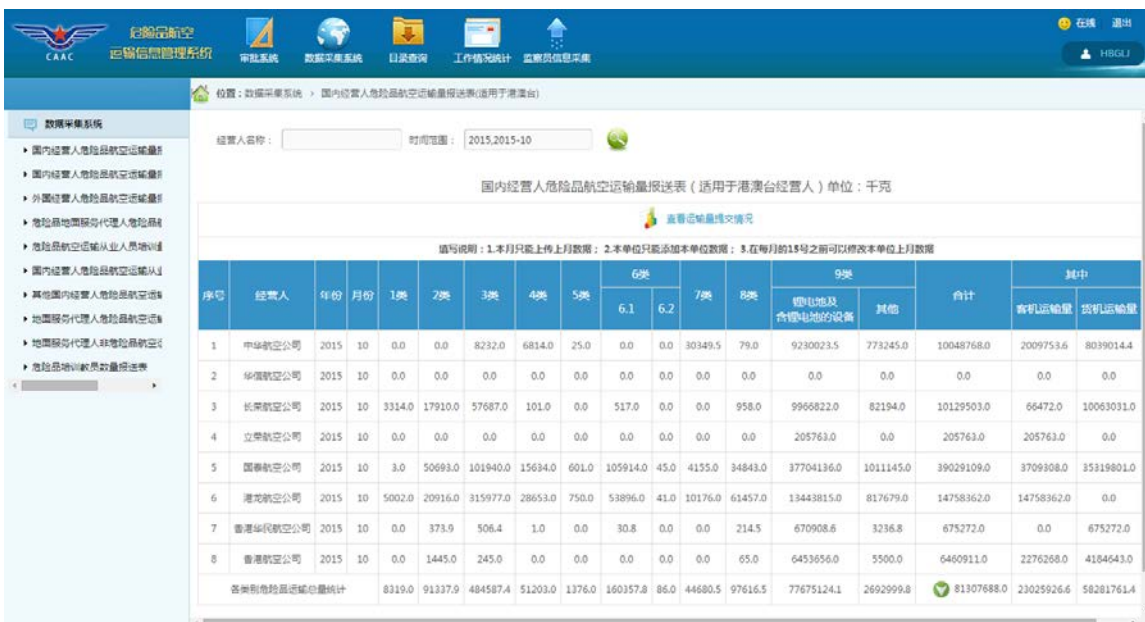 危险品航空
运输信息管理系统
CAAC
审批系统 数据采集系统 目录查询 工作情况统计 监察员信息采集
在线 退出
HBGLJ
位置：数据采集系统 › 国内经营人危险品航空运输量报送表(适用于港澳台)
数据采集系统
国内经营人危险品航空运输量
国内经营人危险品航空运输量
外国经营人危险品航空运输量
危险品地面服务代理人危险品
危险品航空运输从业人员培训
国内经营人危险品航空运输从
其他国内经营人危险品航空运
地面服务代理人危险品航空运
地面服务代理人非危险品航空
危险品培训教员数量报送表
经营人名称： 时间范围： 2015,2015-10
国内经营人危险品航空运输量报送表（适用于港澳台经营人）单位：千克
查看运输量提交情况
填写说明：1.本月只能上传上月数据； 2.本单位只能添加本单位数据； 3.在每月的15号之前可以修改本单位上月数据
序号 经营人 年份 月份 1类 2类 3类 4类 5类 6类 7类 8类 9类 合计 其中
6.1 6.2 锂电池及含锂电池的设备 其他 客机运输量 货机运输量
1 中华航空公司 2015 10 0.0 0.0 8232.0 6814.0 25.0 0.0 0.0 30349.5 79.0 9230023.5 773245.0 10048768.0 2009753.6 8039014.4
2 华信航空公司 2015 10 0.0 0.0 0.0 0.0 0.0 0.0 0.0 0.0 0.0 0.0 0.0 0.0 0.0 0.0
3 长荣航空公司 2015 10 3314.0 17910.0 57687.0 101.0 0.0 517.0 0.0 0.0 958.0 9966822.0 82194.0 10129503.0 66472.0 10063031.0
4 立荣航空公司 2015 10 0.0 0.0 0.0 0.0 0.0 0.0 0.0 0.0 0.0 205763.0 0.0 205763.0 205763.0 0.0
5 国泰航空公司 2015 10 3.0 50693.0 101940.0 15634.0 601.0 105914.0 45.0 4155.0 34843.0 37704136.0 1011145.0 39029109.0 3709308.0 35319801.0
6 港龙航空公司 2015 10 5002.0 20916.0 315977.0 28653.0 750.0 53896.0 41.0 10176.0 61457.0 13443815.0 817679.0 14758362.0 14758362.0 0.0
7 香港华民航空公司 2015 10 0.0 373.9 506.4 1.0 0.0 30.8 0.0 0.0 214.5 670908.6 3236.8 675272.0 0.0 675272.0
8 香港航空公司 2015 10 0.0 1445.0 245.0 0.0 0.0 0.0 0.0 0.0 65.0 6453656.0 5500.0 6460911.0 2276268.0 4184643.0
各类别危险品运输总量统计 8319.0 91337.9 484587.4 51203.0 1376.0 160357.8 86.0 44680.5 97616.5 77675124.1 2692999.8 81307688.0 23025926.6 58281761.4